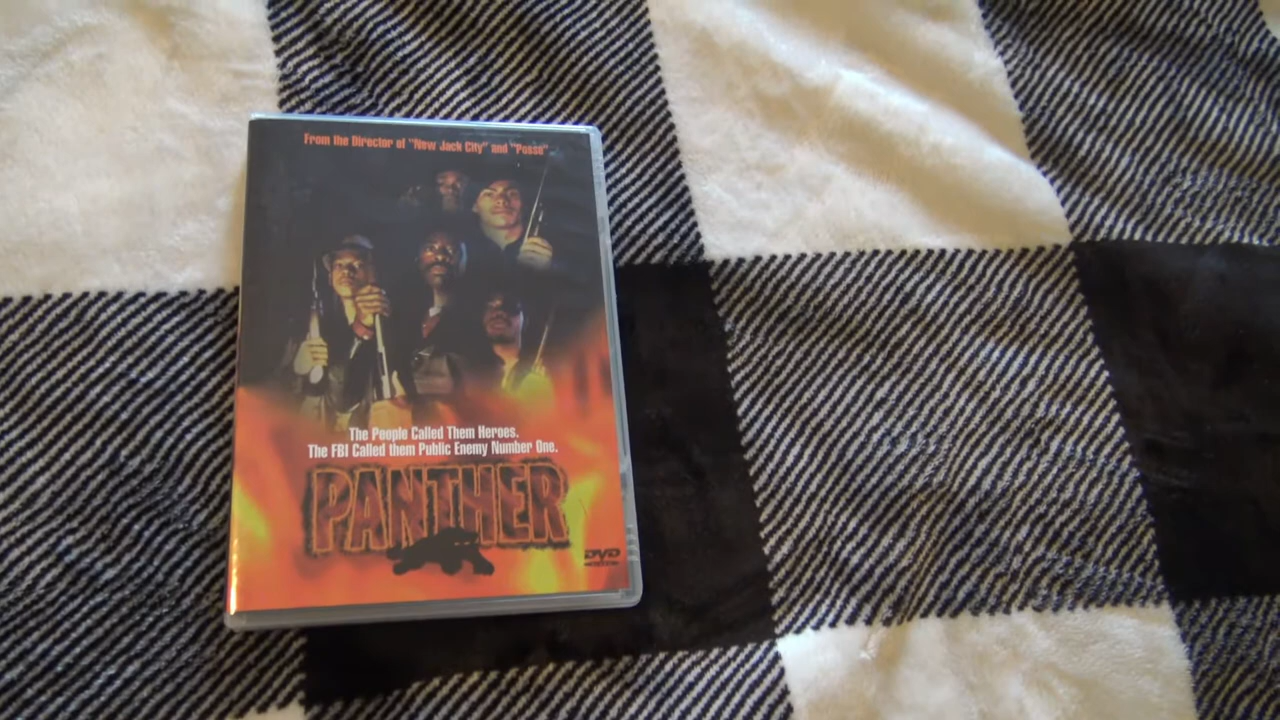 From the Director of "New Jack City" and "Posse"
The People Called Them Heroes.
The FBI Called them Public Enemy Number One.
PANTHER
DVD